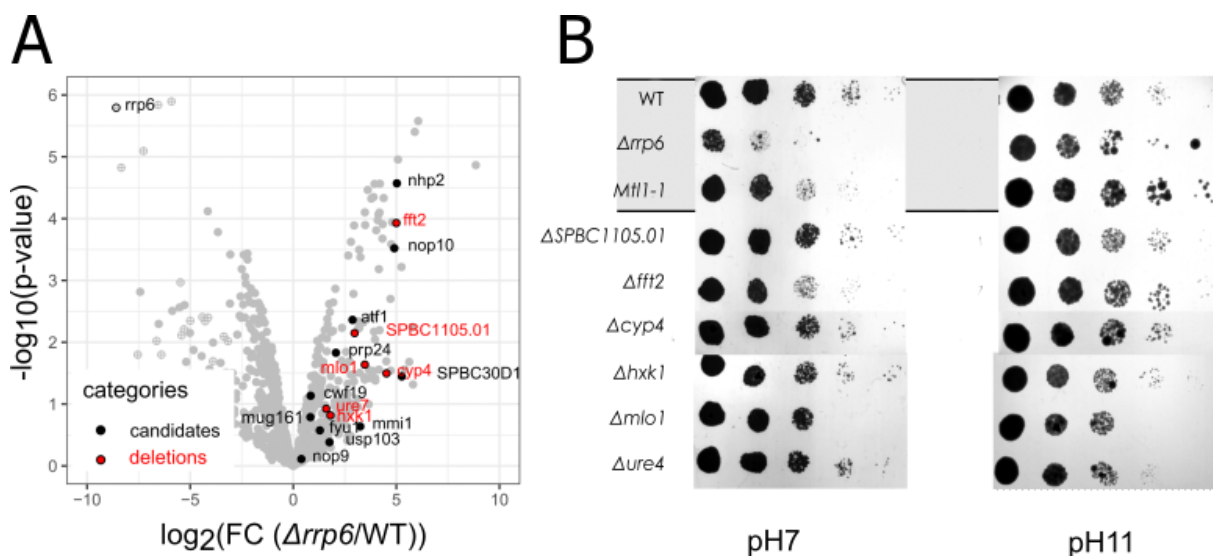 A
B
-log10(p-value)
6
5
4
3
2
1
0
rrp6
nhp2
fft2
nop10
atf1
SPBC1105.01
prp24
mlo1
cyp4
SPBC30D1
cwf19
ure7
mug161
hxk1
fyu1
mmi1
usp103
nop9
categories
candidates
deletions
−10
−5
0
5
10
log2(FC (Δrrp6/WT))
WT
Δrrp6
Mtl1-1
ΔSPBC1105.01
Δfft2
Δcyp4
Δhxk1
Δmlo1
Δure4
pH7
pH11